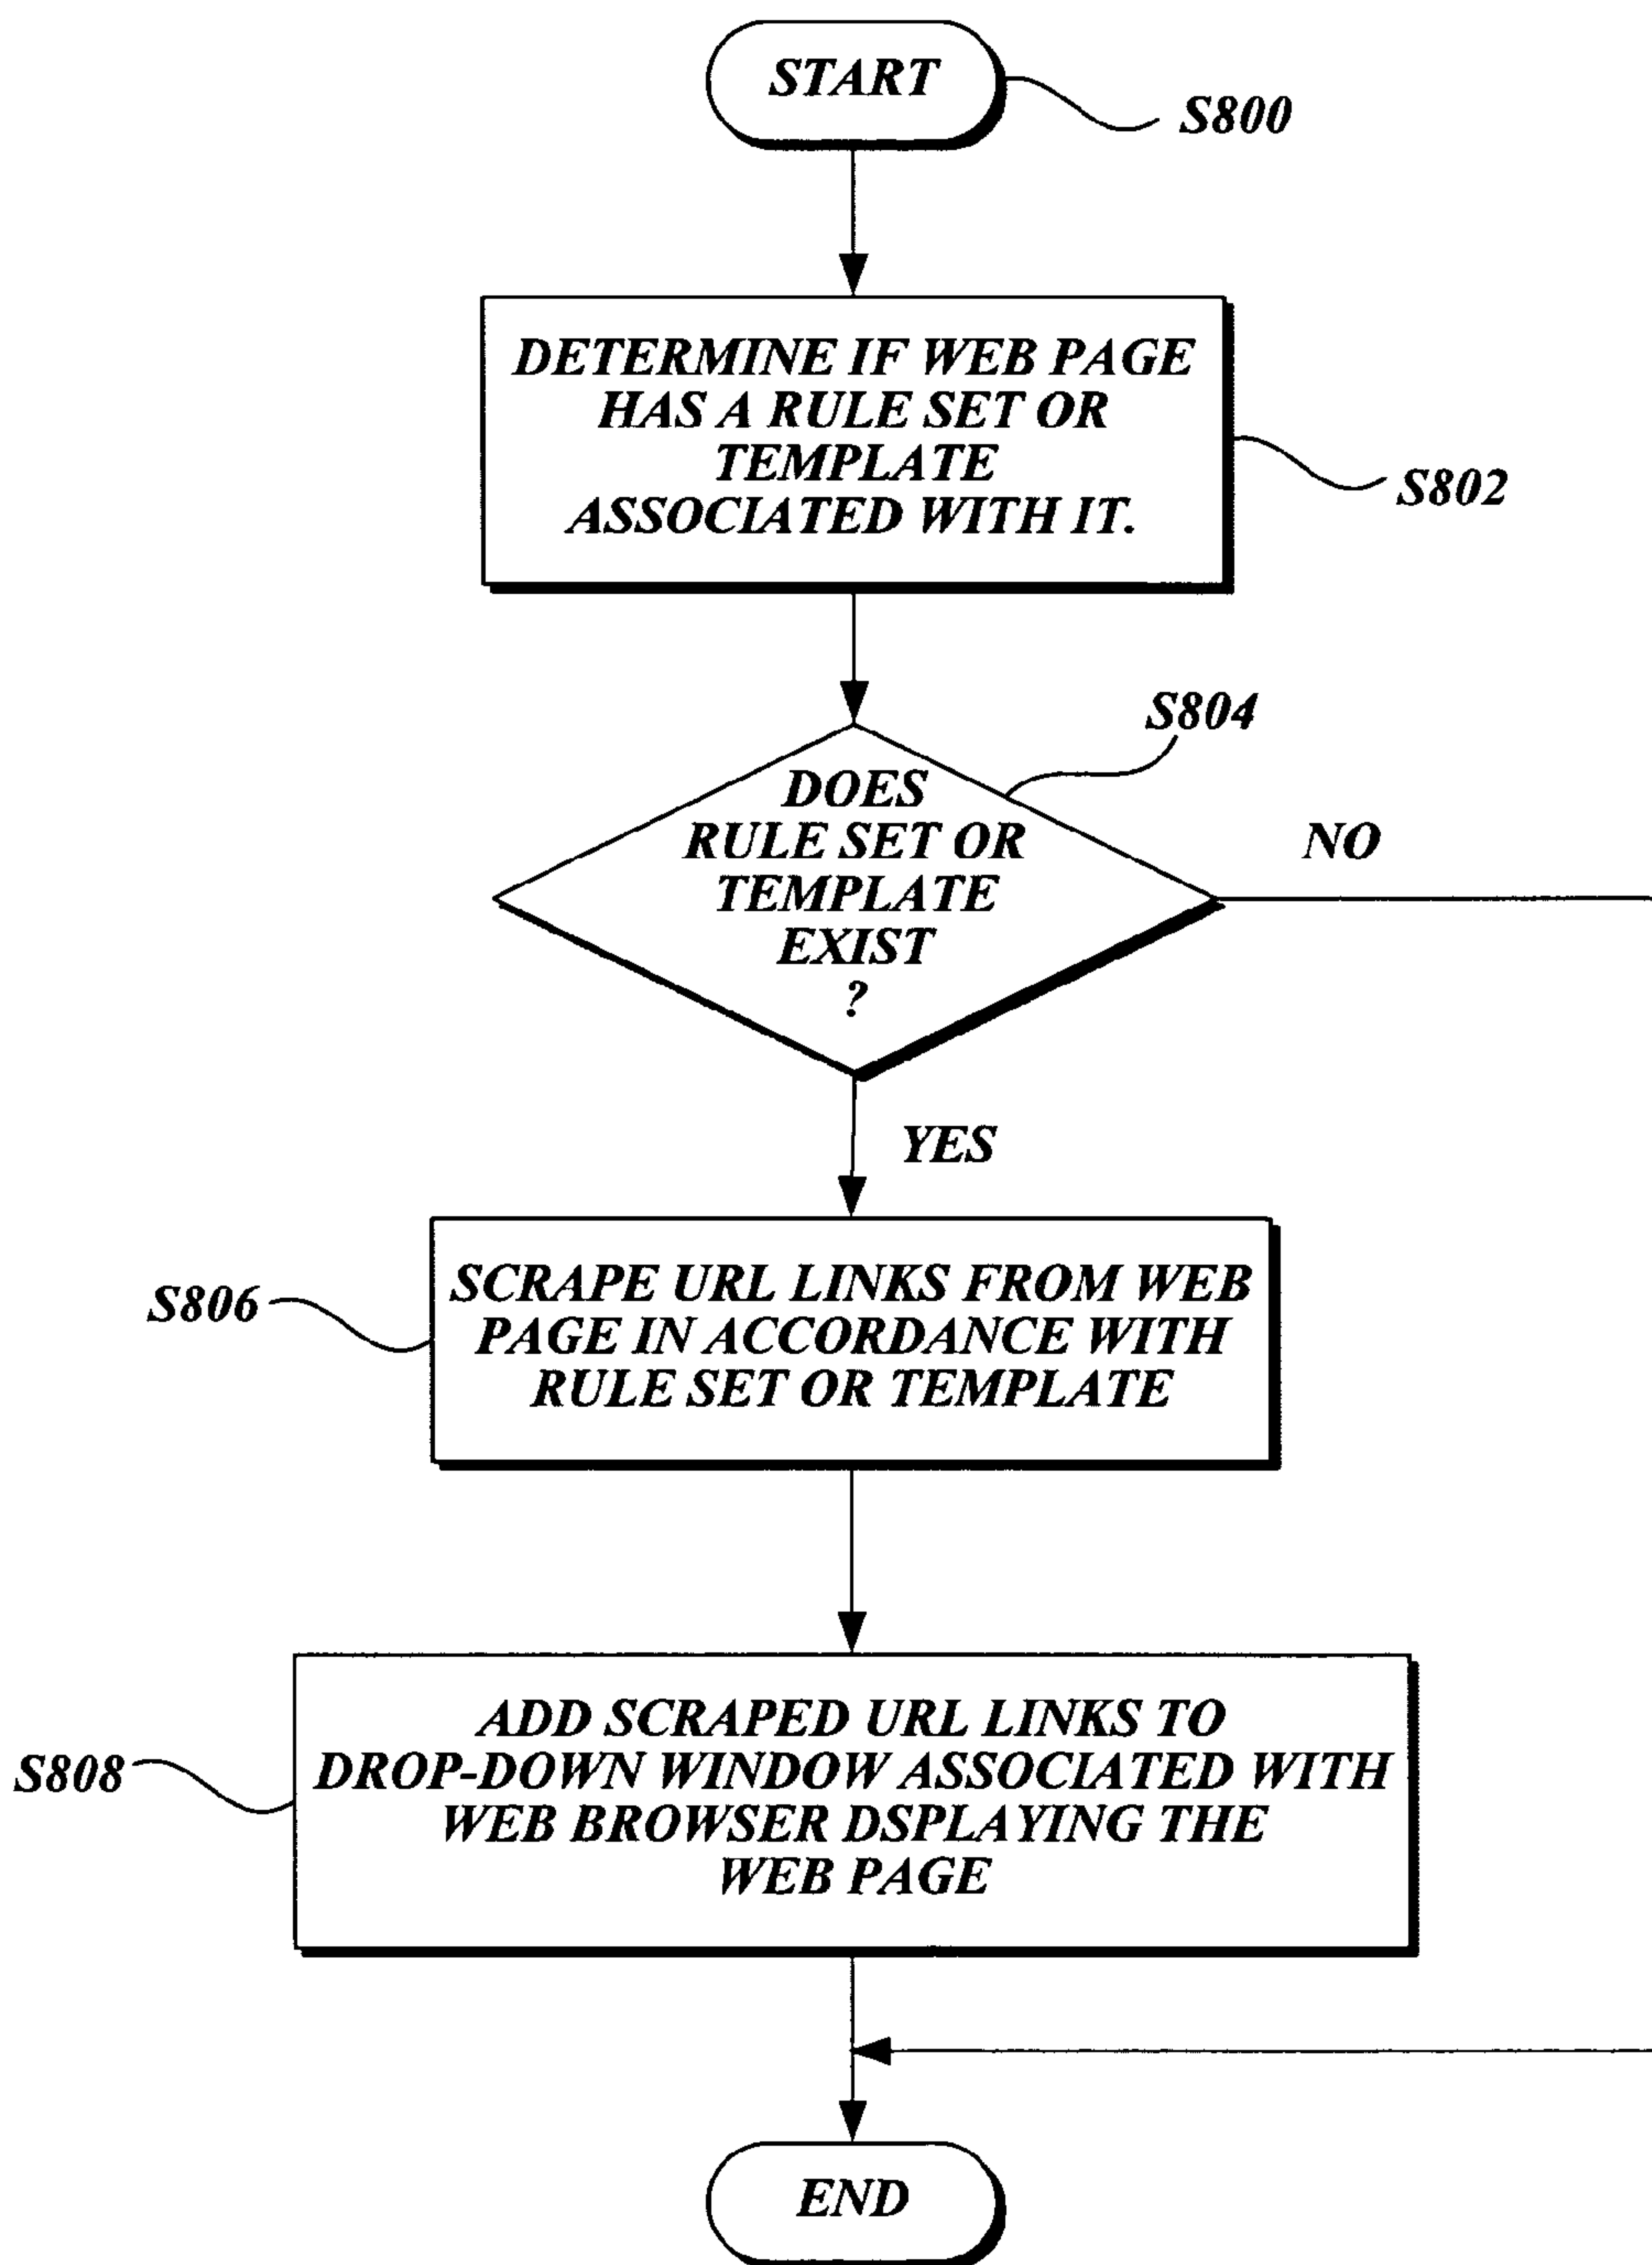 START
S800
DETERMINE IF WEB PAGE
HAS A RULE SET OR
TEMPLATE
ASSOCIATED WITH IT.
S802
S804
DOES
RULE SET OR
TEMPLATE
EXIST
?
NO
YES
SCRAPE URL LINKS FROM WEB
PAGE IN ACCORDANCE WITH
RULE SET OR TEMPLATE
S806
ADD SCRAPED URL LINKS TO
DROP-DOWN WINDOW ASSOCIATED WITH
WEB BROWSER DSPLAYING THE
WEB PAGE
S808
END